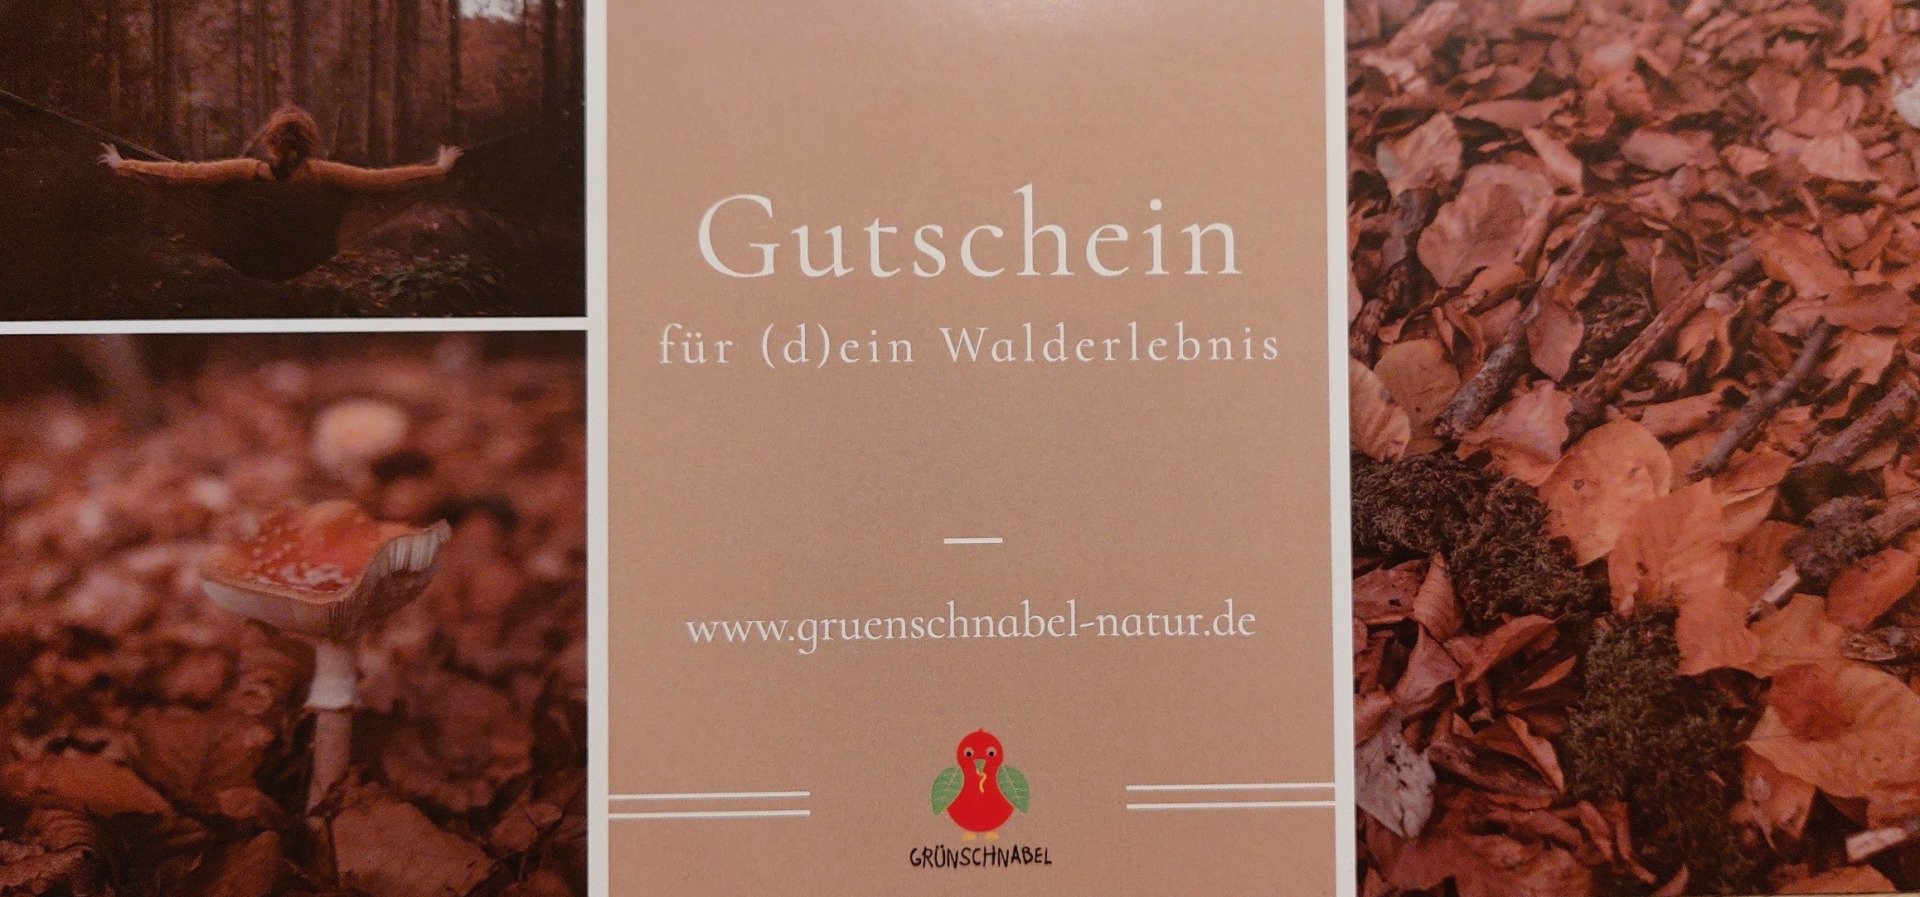 Gutschein
für (d)ein Walderlebnis
www.gruenschnabel-natur.de
GRÜNSCHNABEL